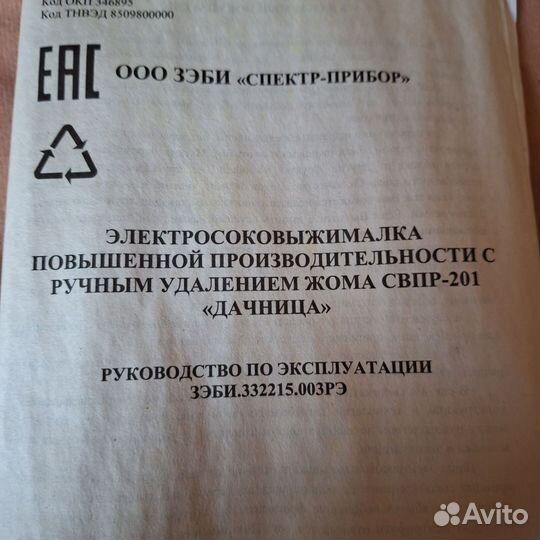 Код ОКП 346895
Код ТНВЭД 8509800000
ЕАС ООО ЗЭБИ «СПЕКТР-ПРИБОР»
ЭЛЕКТРОСОКОВЫЖИМАЛКА
ПОВЫШЕННОЙ ПРОИЗВОДИТЕЛЬНОСТИ С
РУЧНЫМ УДАЛЕНИЕМ ЖОМА СВПР-201
«ДАЧНИЦА»
РУКОВОДСТВО ПО ЭКСПЛУАТАЦИИ
ЗЭБИ.332215.003РЭ
Avito